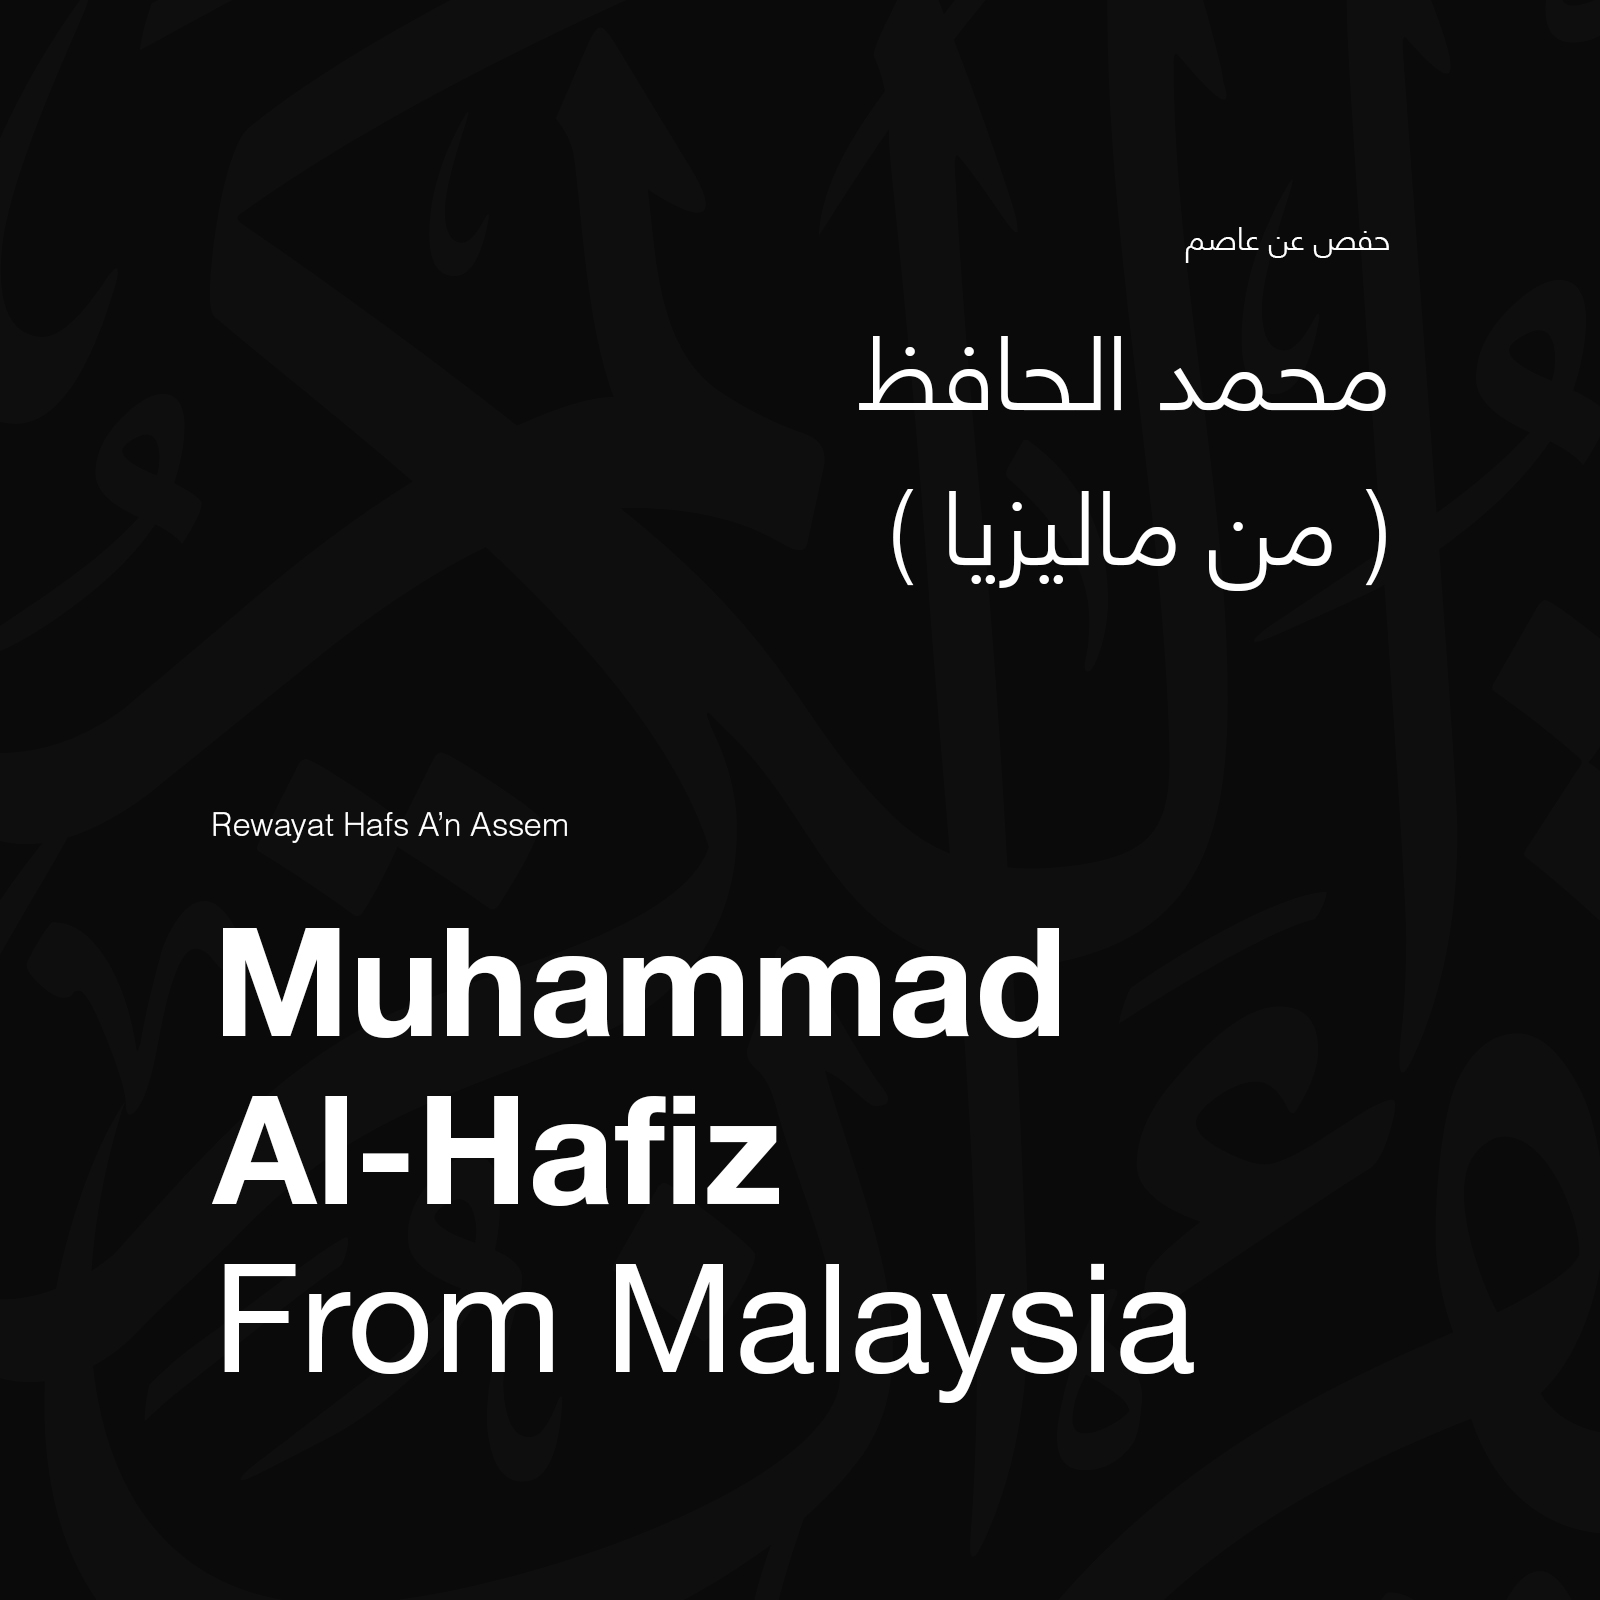 حفص عن عاصم
محمد الحافظ
( من ماليزيا )
Rewayat Hafs A’n Assem
Muhammad
Al-Hafiz
From Malaysia